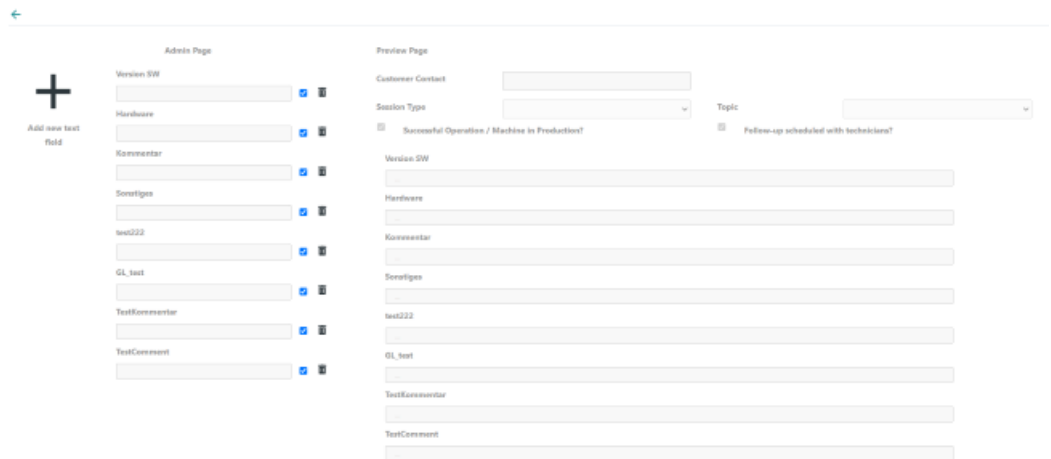 Admin Page
Preview Page
Add new text
field
Version SW
Hardware
Kommentar
Sonstiges
test222
GL_test
TestKommentar
TestComment
Customer Contact
Session Type
Topic
Successful Operation / Machine in Production?
Follow-up scheduled with technicians?
Version SW
Hardware
Kommentar
Sonstiges
test222
GL_test
TestKommentar
TestComment